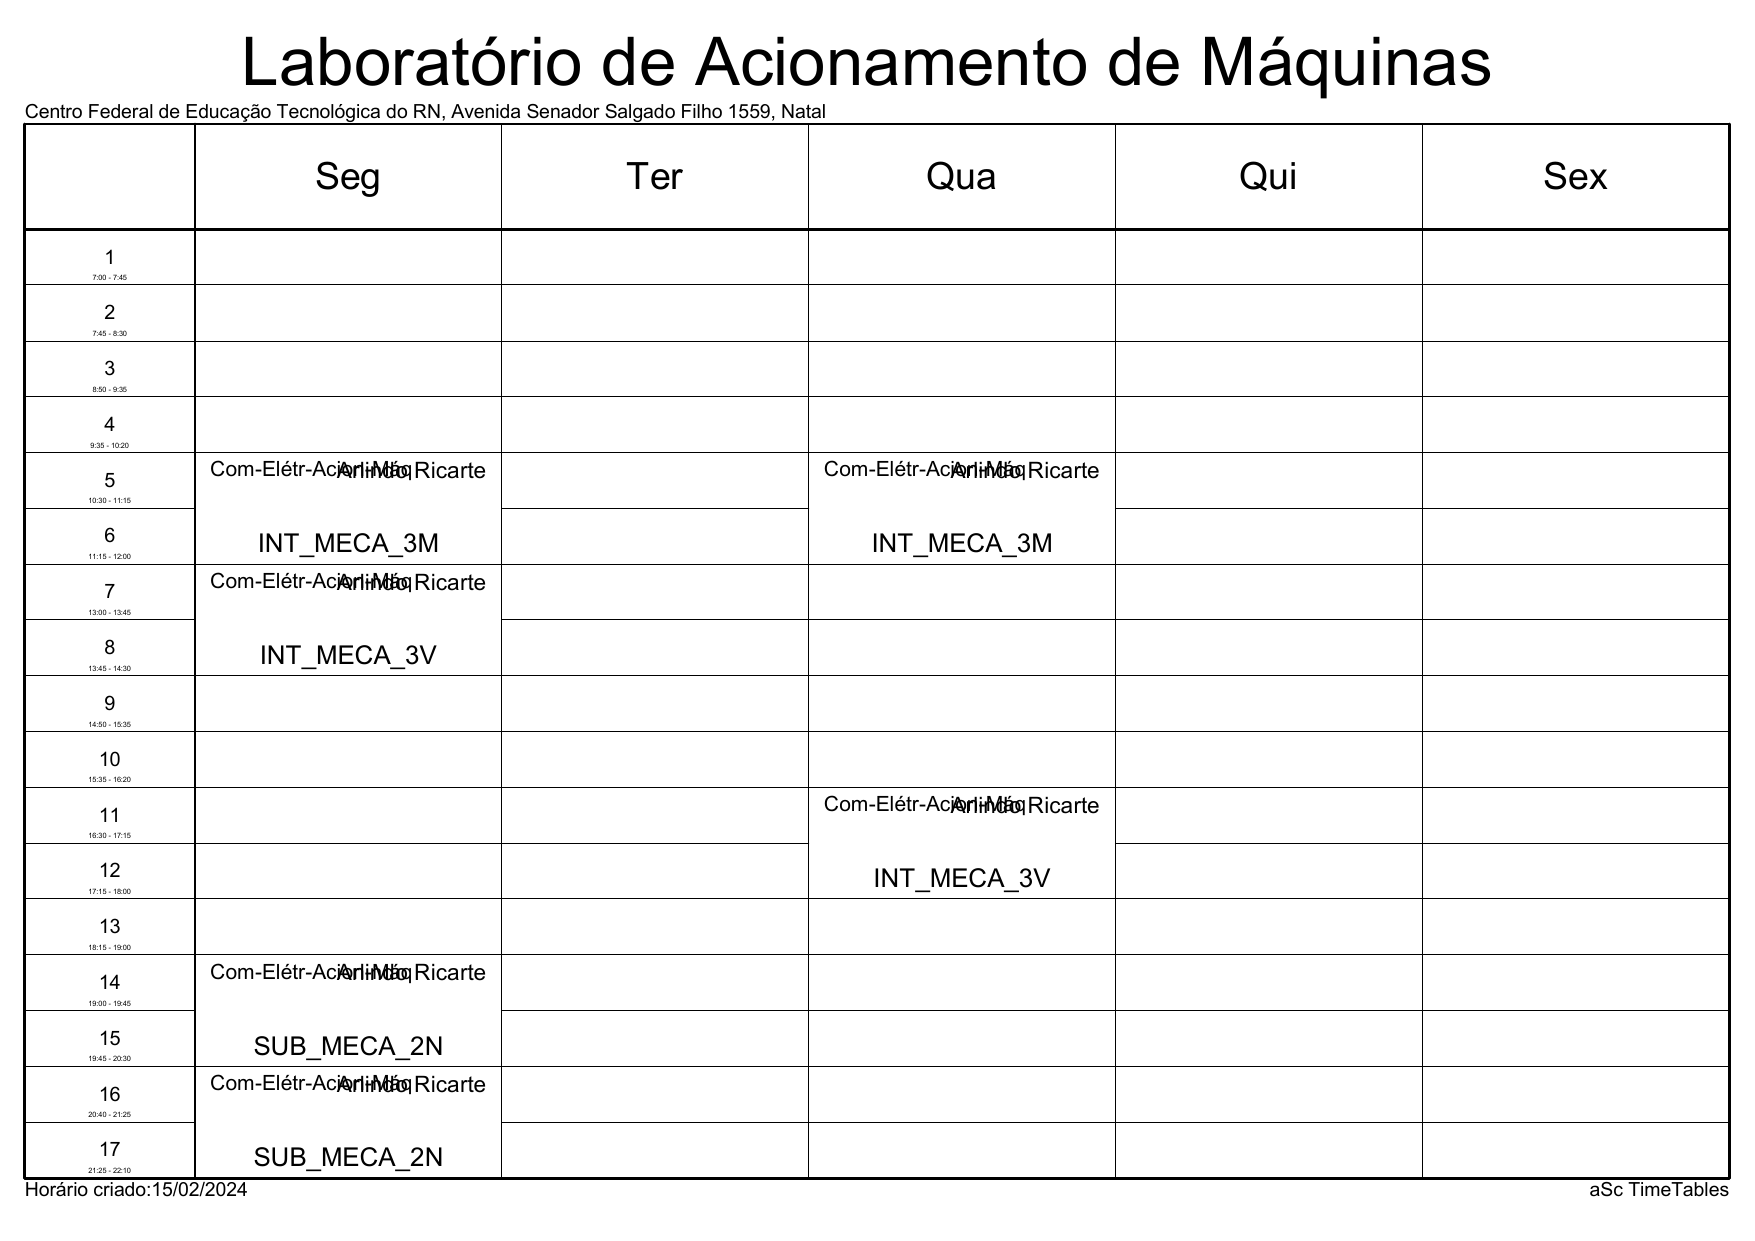 Laboratório de Acionamento de Máquinas
Centro Federal de Educação Tecnológica do RN, Avenida Senador Salgado Filho 1559, Natal
Seg Ter Qua Qui Sex
1
7:00 - 7:45
2
7:45 - 8:30
3
8:50 - 9:35
4
9:35 - 10:20
5
10:30 - 11:15
Com-Elétr-Acion-Máq Arlindo Ricarte
Com-Elétr-Acion-Máq Arlindo Ricarte
6
11:15 - 12:00
INT_MECA_3M
INT_MECA_3M
7
13:00 - 13:45
Com-Elétr-Acion-Máq Arlindo Ricarte
8
13:45 - 14:30
INT_MECA_3V
9
14:50 - 15:35
10
15:35 - 16:20
11
16:30 - 17:15
Com-Elétr-Acion-Máq Arlindo Ricarte
12
17:15 - 18:00
INT_MECA_3V
13
18:15 - 19:00
14
19:00 - 19:45
Com-Elétr-Acion-Máq Arlindo Ricarte
15
19:45 - 20:30
SUB_MECA_2N
16
20:40 - 21:25
Com-Elétr-Acion-Máq Arlindo Ricarte
17
21:25 - 22:10
SUB_MECA_2N
Horário criado:15/02/2024
aSc TimeTables